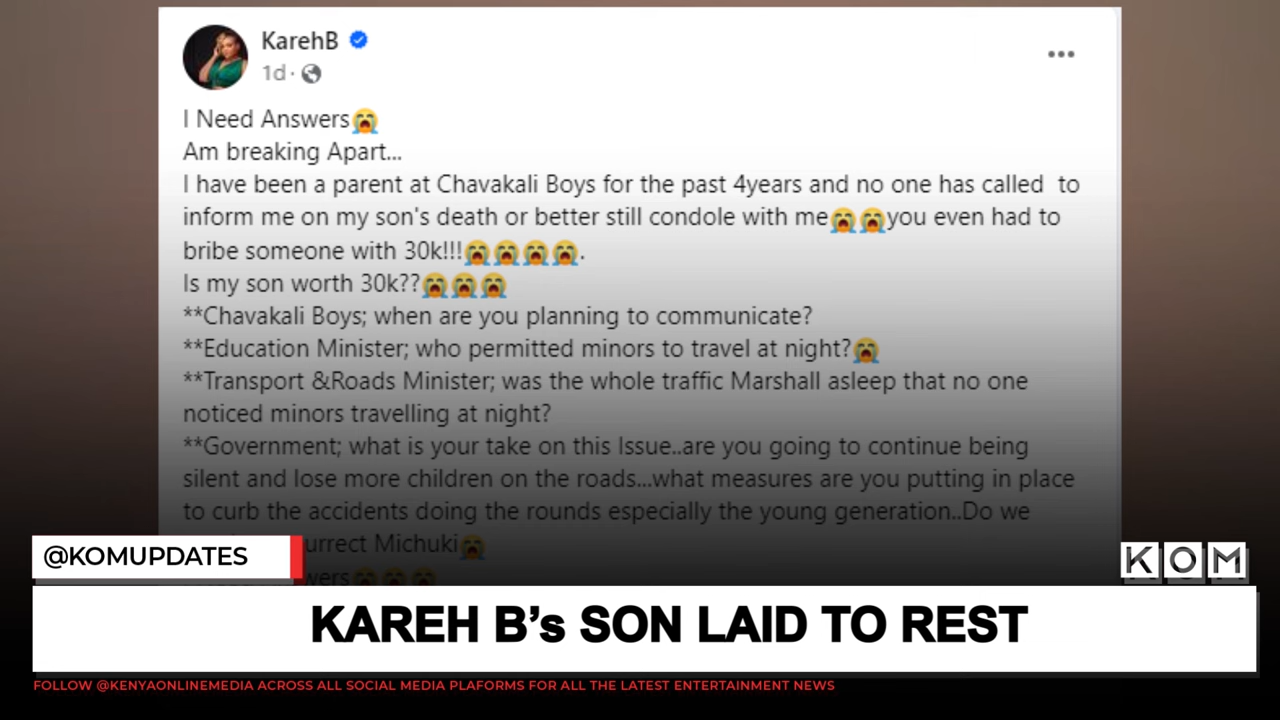 KarehB
1d ·
I Need Answers😭
Am breaking Apart...
I have been a parent at Chavakali Boys for the past 4years and no one has called to
inform me on my son's death or better still condole with me😭😭you even had to
bribe someone with 30k!!!😭😭😭😭.
Is my son worth 30k??😭😭😭
**Chavakali Boys; when are you planning to communicate?
**Education Minister; who permitted minors to travel at night?😭
**Transport &Roads Minister; was the whole traffic Marshall asleep that no one
noticed minors travelling at night?
**Government; what is your take on this Issue..are you going to continue being
silent and lose more children on the roads...what measures are you putting in place
to curb the accidents doing the rounds especially the young generation..Do we
Michuki😭
@KOMUPDATES
KOM
KAREH B’s SON LAID TO REST
FOLLOW @KENYAONLINEMEDIA ACROSS ALL SOCIAL MEDIA PLAFORMS FOR ALL THE LATEST ENTERTAINMENT NEWS